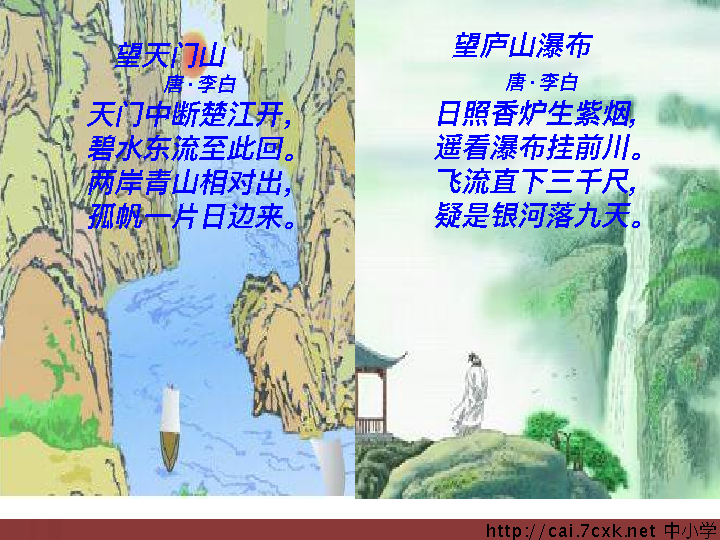 望天门山
唐·李白
天门中断楚江开，
碧水东流至此回。
两岸青山相对出，
孤帆一片日边来。
望庐山瀑布
唐·李白
日照香炉生紫烟，
遥看瀑布挂前川。
飞流直下三千尺，
疑是银河落九天。
http://cai.7cxk.net 中小学